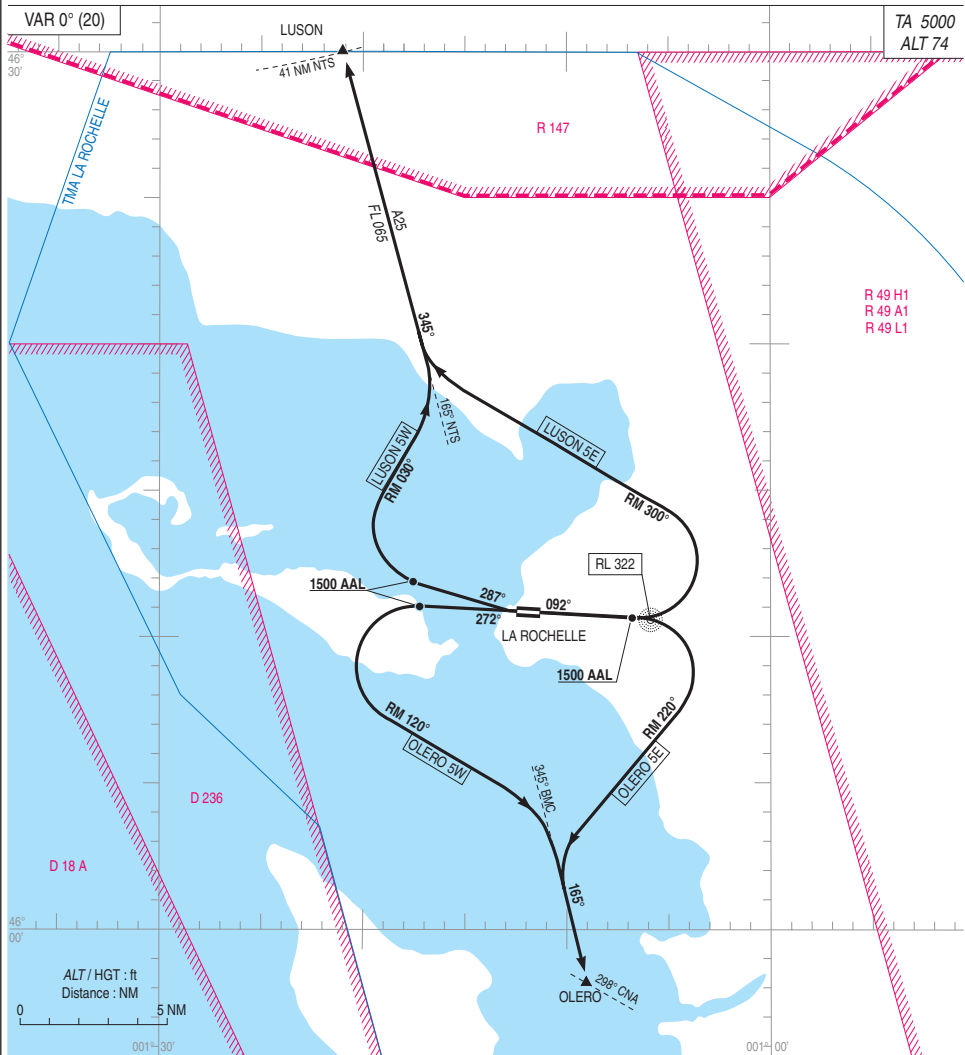 VAR 0° (20)
LUSON
TA 5000
ALT 74
46°
30'
41 NM NTS
R 147
TMA LA ROCHELLE
A25
FL 065
R 49 H1
R 49 A1
R 49 L1
345°
165° NTS
LUSON 5W
RM 030°
LUSON 5E
RM 300°
RL 322
1500 AAL
287°
092°
272°
LA ROCHELLE
1500 AAL
RM 120°
RM 220°
OLERO 5W
OLERO 5E
345° BMC
D 236
D 18 A
165°
46°
00'
ALT / HGT : ft
Distance : NM
298° CNA
OLERO
0
5 NM
001° 30'
001° 00'